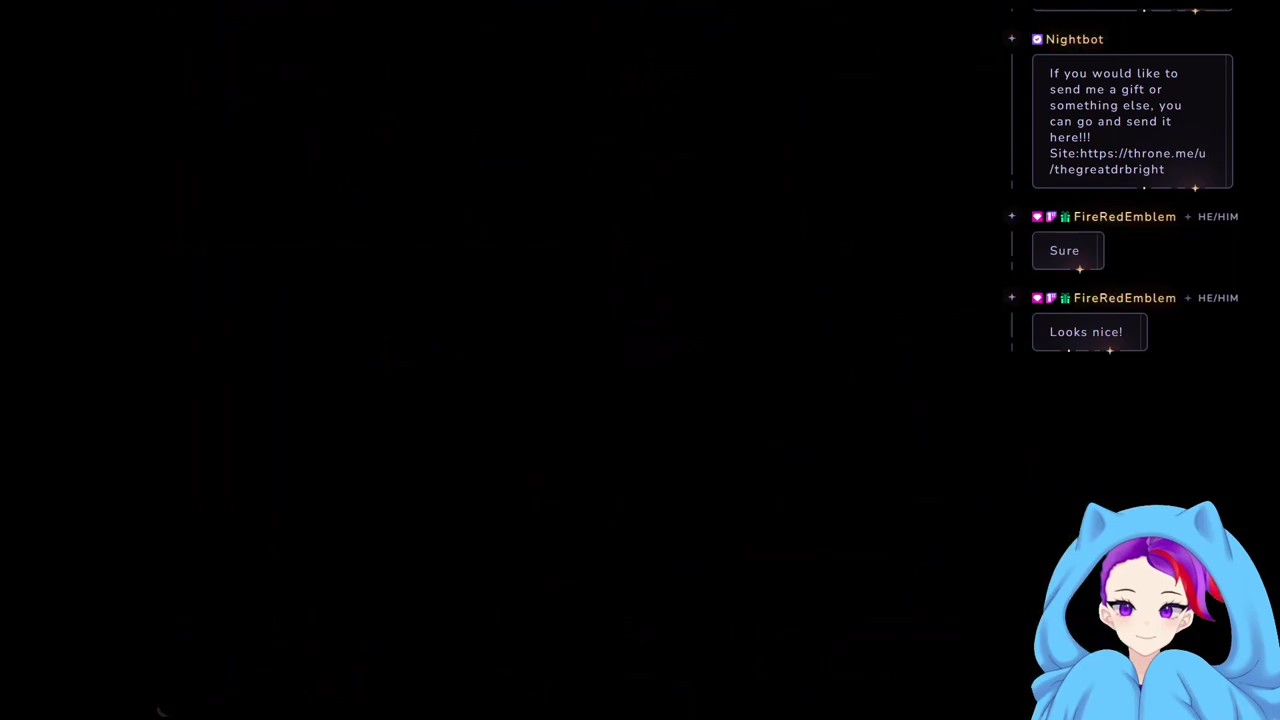 Nightbot
If you would like to
send me a gift or
something else, you
can go and send it
here!!!
Site:https://throne.me/u
/thegreatdrbright
FireRedEmblem HE/HIM
Sure
FireRedEmblem HE/HIM
Looks nice!